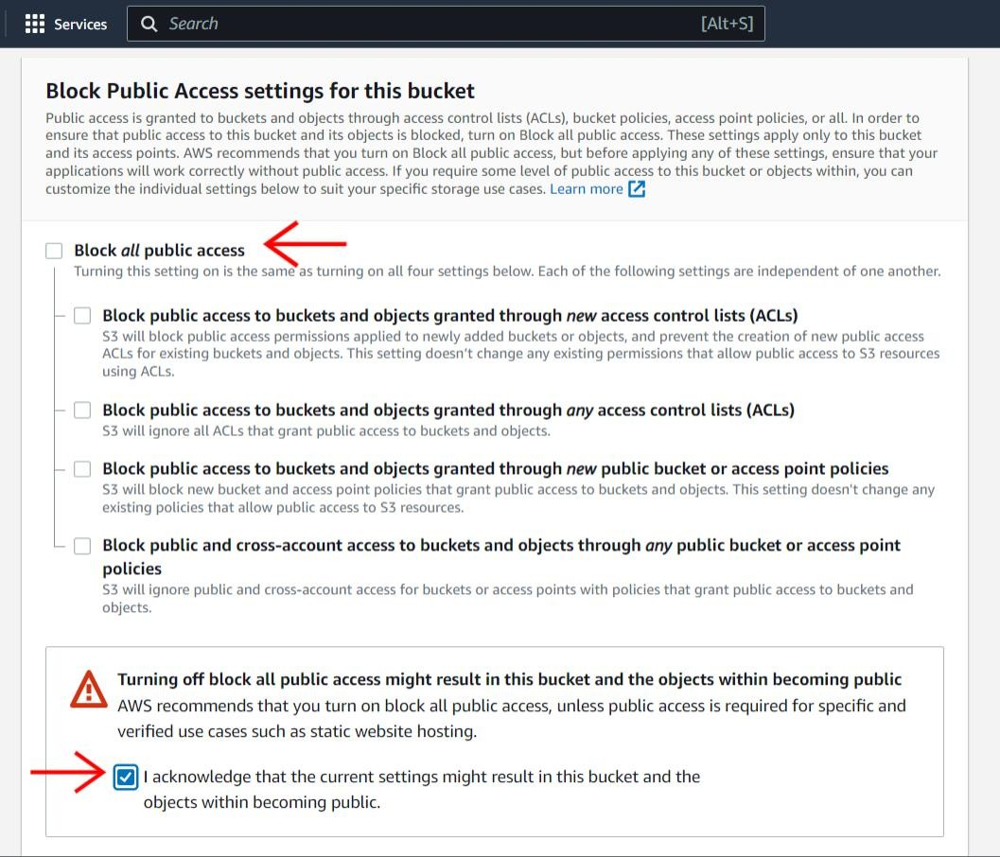 Services
Search
[Alt+S]
Block Public Access settings for this bucket
Public access is granted to buckets and objects through access control lists (ACLs), bucket policies, access point policies, or all. In order to
ensure that public access to this bucket and its objects is blocked, turn on Block all public access. These settings apply only to this bucket
and its access points. AWS recommends that you turn on Block all public access, but before applying any of these settings, ensure that your
applications will work correctly without public access. If you require some level of public access to this bucket or objects within, you can
customize the individual settings below to suit your specific storage use cases. Learn more
Block all public access
Turning this setting on is the same as turning on all four settings below. Each of the following settings are independent of one another.
Block public access to buckets and objects granted through new access control lists (ACLs)
S3 will block public access permissions applied to newly added buckets or objects, and prevent the creation of new public access
ACLs for existing buckets and objects. This setting doesn't change any existing permissions that allow public access to S3 resources
using ACLs.
Block public access to buckets and objects granted through any access control lists (ACLs)
S3 will ignore all ACLs that grant public access to buckets and objects.
Block public access to buckets and objects granted through new public bucket or access point policies
S3 will block new bucket and access point policies that grant public access to buckets and objects. This setting doesn't change any
existing policies that allow public access to S3 resources.
Block public and cross-account access to buckets and objects through any public bucket or access point
policies
S3 will ignore public and cross-account access for buckets or access points with policies that grant public access to buckets and
objects.
Turning off block all public access might result in this bucket and the objects within becoming public
AWS recommends that you turn on block all public access, unless public access is required for specific and
verified use cases such as static website hosting.
I acknowledge that the current settings might result in this bucket and the
objects within becoming public.